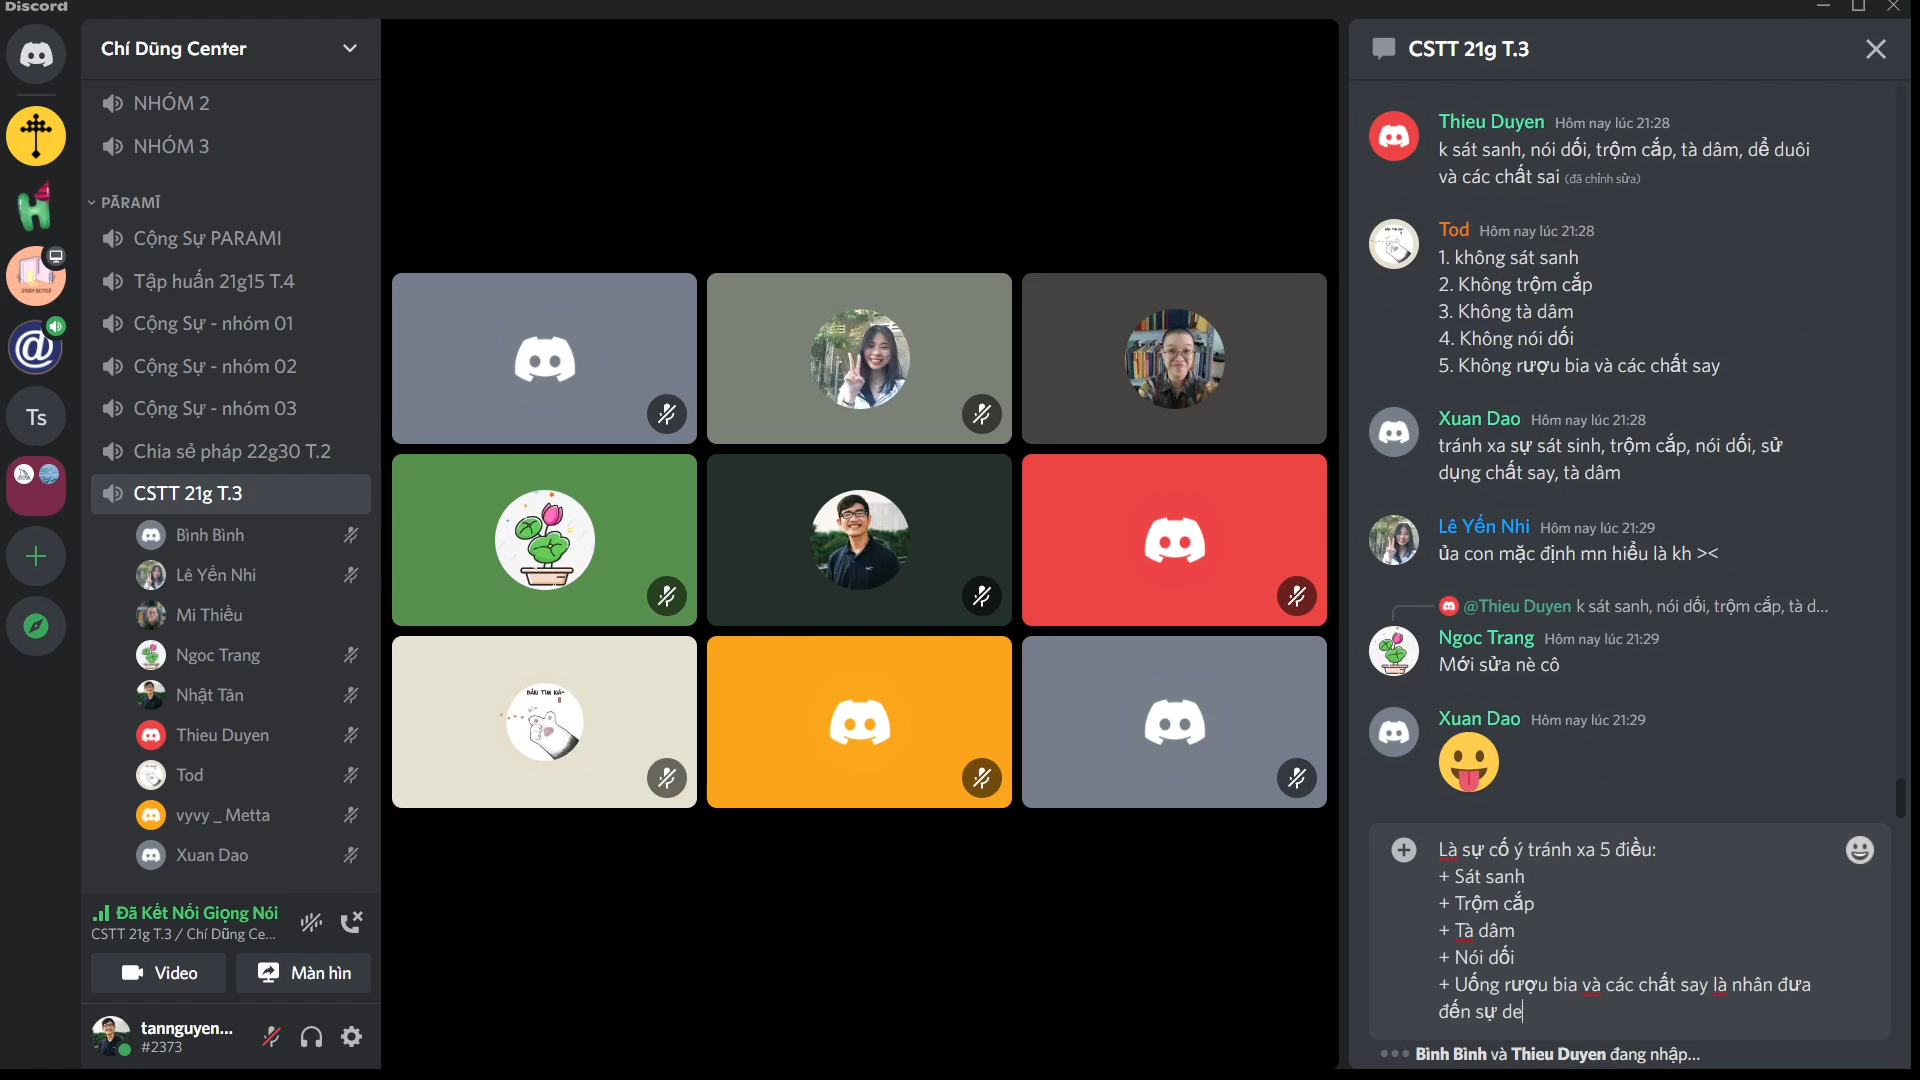 Discord
Chí Dũng Center
NHÓM 2
NHÓM 3
PĀRAMĪ
Cộng Sự PARAMI
Tập huấn 21g15 T.4
Cộng Sự - nhóm 01
Cộng Sự - nhóm 02
Cộng Sự - nhóm 03
Chia sẻ pháp 22g30 T.2
CSTT 21g T.3
Bình Bình
Lê Yến Nhi
Mi Thiều
Ngoc Trang
Nhật Tân
Thieu Duyen
Tod
vyvy _ Metta
Xuan Dao
Đã Kết Nối Giọng Nói
CSTT 21g T.3 / Chí Dũng Ce...
Video
Màn hìn
tannguyen...
#2373
Ts
CSTT 21g T.3
Thieu Duyen Hôm nay lúc 21:28
k sát sanh, nói dối, trộm cắp, tà dâm, dể duôi
và các chất sai (đã chỉnh sửa)
Tod Hôm nay lúc 21:28
1. không sát sanh
2. Không trộm cắp
3. Không tà dâm
4. Không nói dối
5. Không rượu bia và các chất say
Xuan Dao Hôm nay lúc 21:28
tránh xa sự sát sinh, trộm cắp, nói dối, sử
dụng chất say, tà dâm
Lê Yến Nhi Hôm nay lúc 21:29
ủa con mặc định mn hiểu là kh ><
@Thieu Duyen k sát sanh, nói dối, trộm cắp, tà d...
Ngoc Trang Hôm nay lúc 21:29
Mới sửa nè cô
Xuan Dao Hôm nay lúc 21:29
Là sự cố ý tránh xa 5 điều:
+ Sát sanh
+ Trộm cắp
+ Tà dâm
+ Nói dối
+ Uống rượu bia và các chất say là nhân đưa
đến sự de
Bình Bình và Thieu Duyen đang nhập...